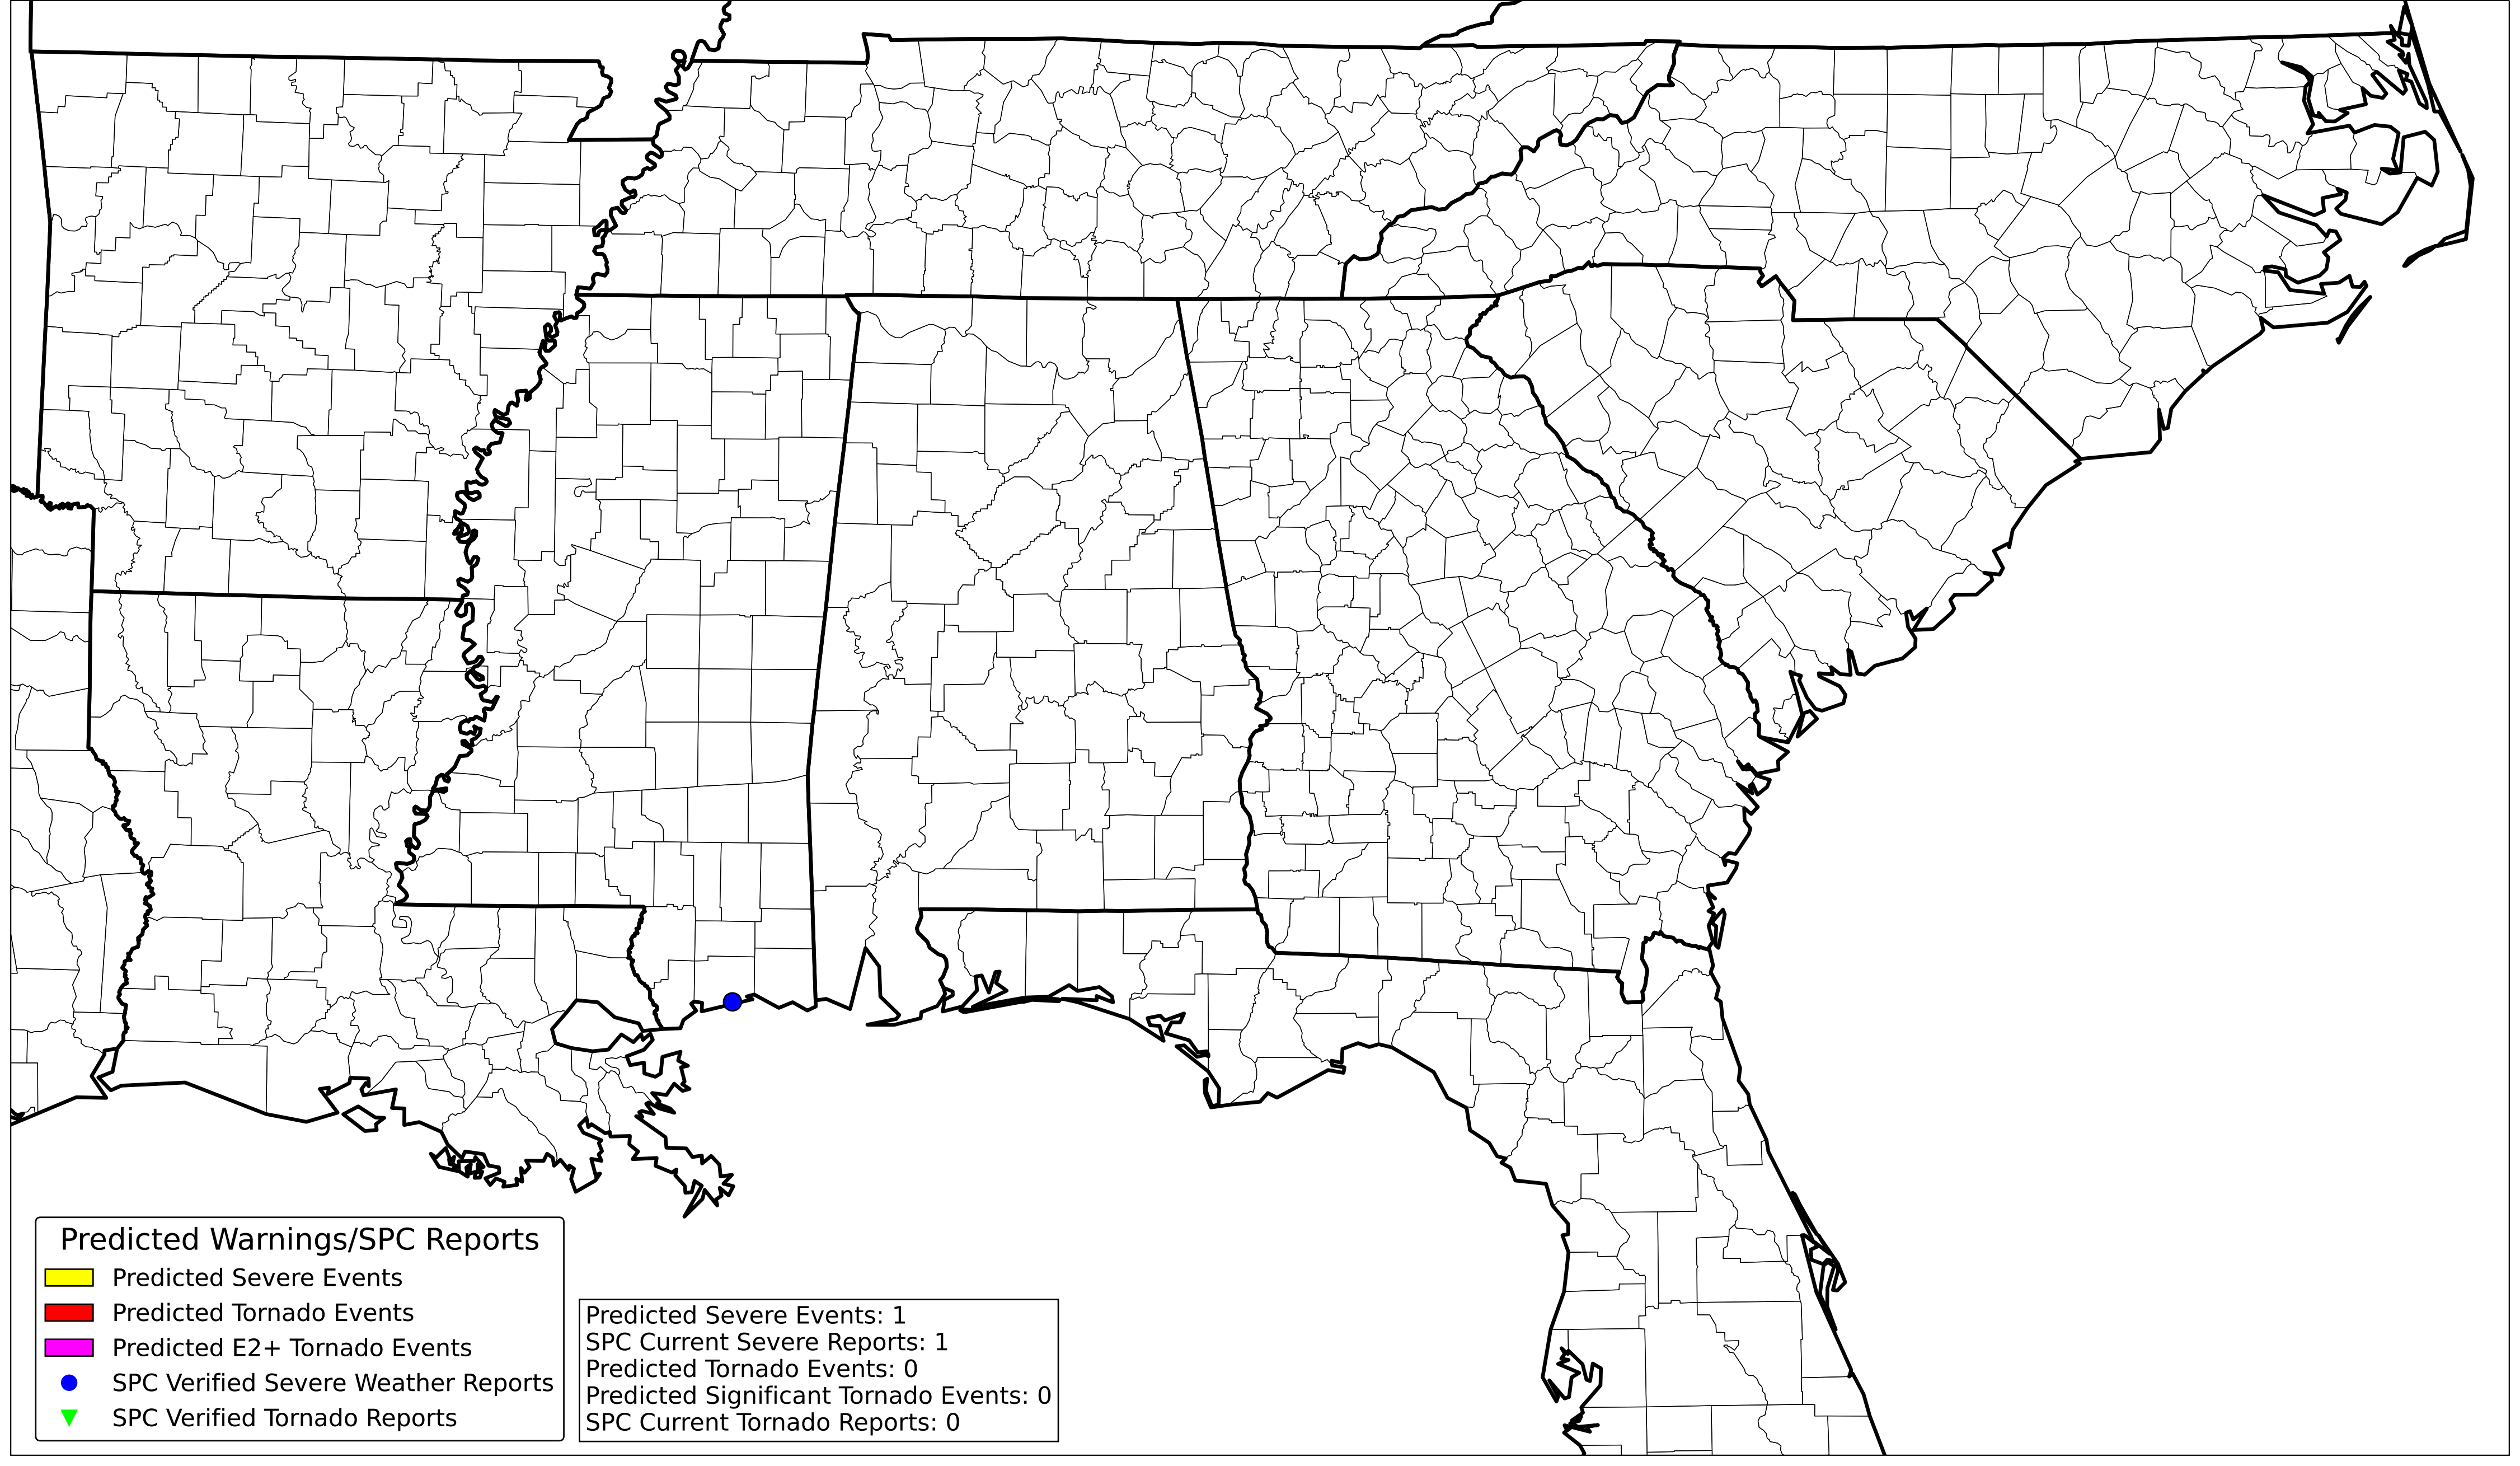 Predicted Warnings/SPC Reports
Predicted Severe Events
Predicted Tornado Events
Predicted E2+ Tornado Events
SPC Verified Severe Weather Reports
SPC Verified Tornado Reports
Predicted Severe Events: 1
SPC Current Severe Reports: 1
Predicted Tornado Events: 0
Predicted Significant Tornado Events: 0
SPC Current Tornado Reports: 0